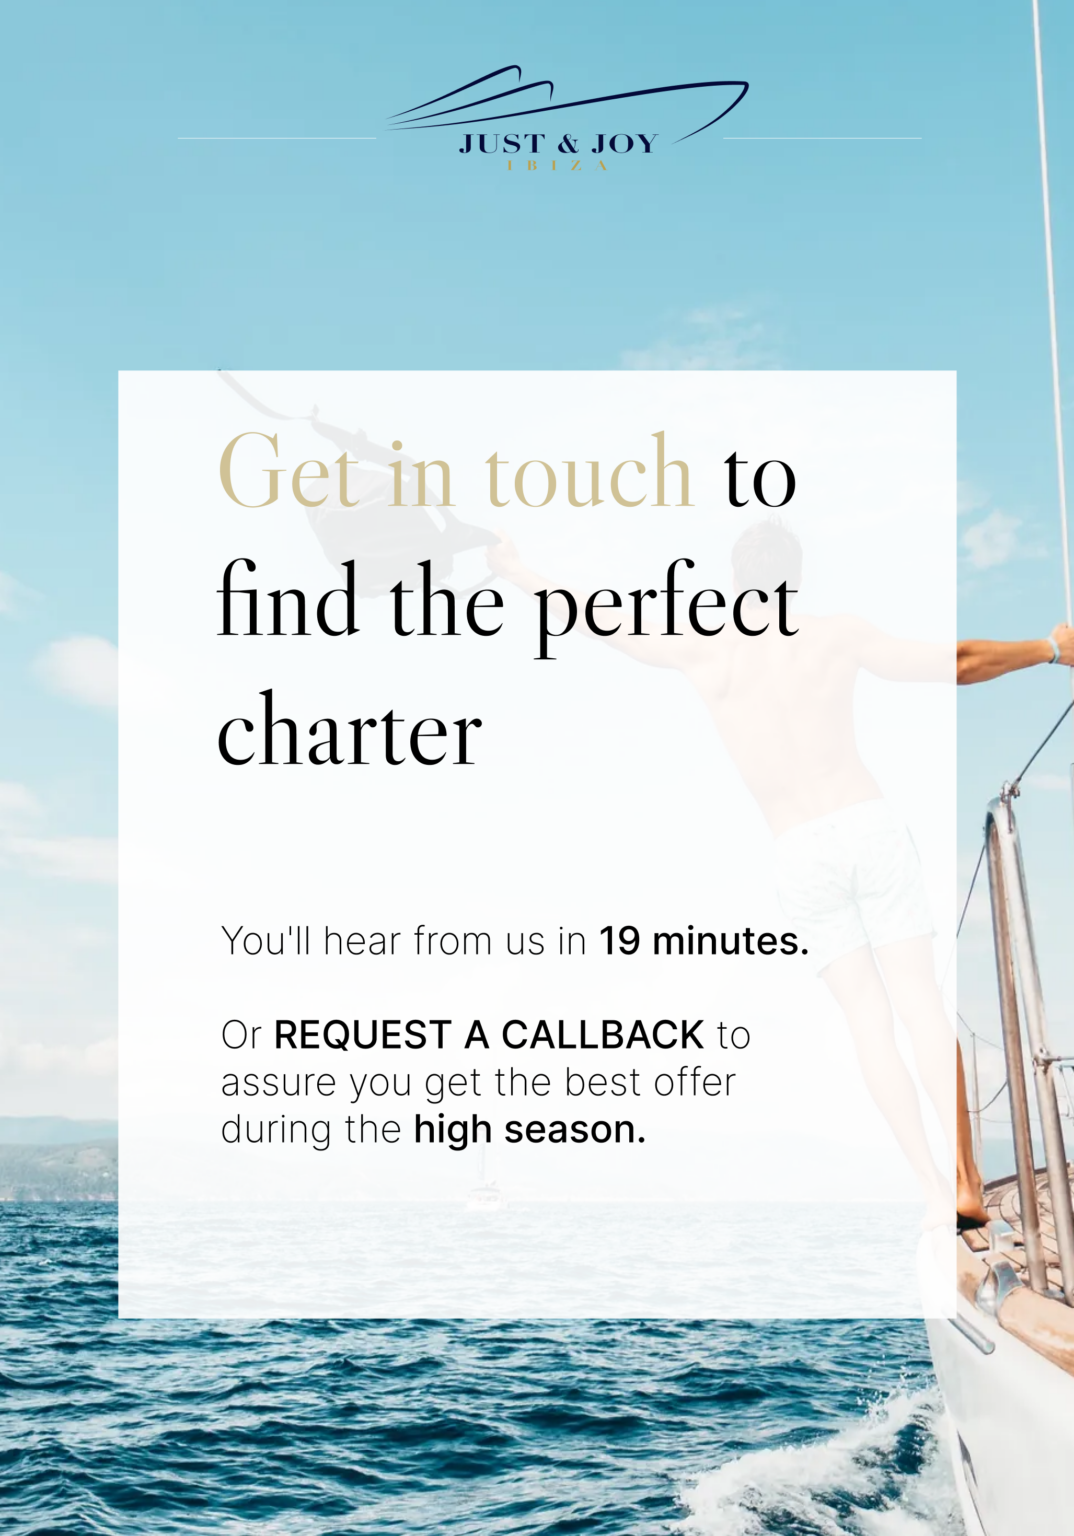 JUST & JOY
IBIZA
Get in touch to
find the perfect
charter
You'll hear from us in 19 minutes.
Or REQUEST A CALLBACK to
assure you get the best offer
during the high season.